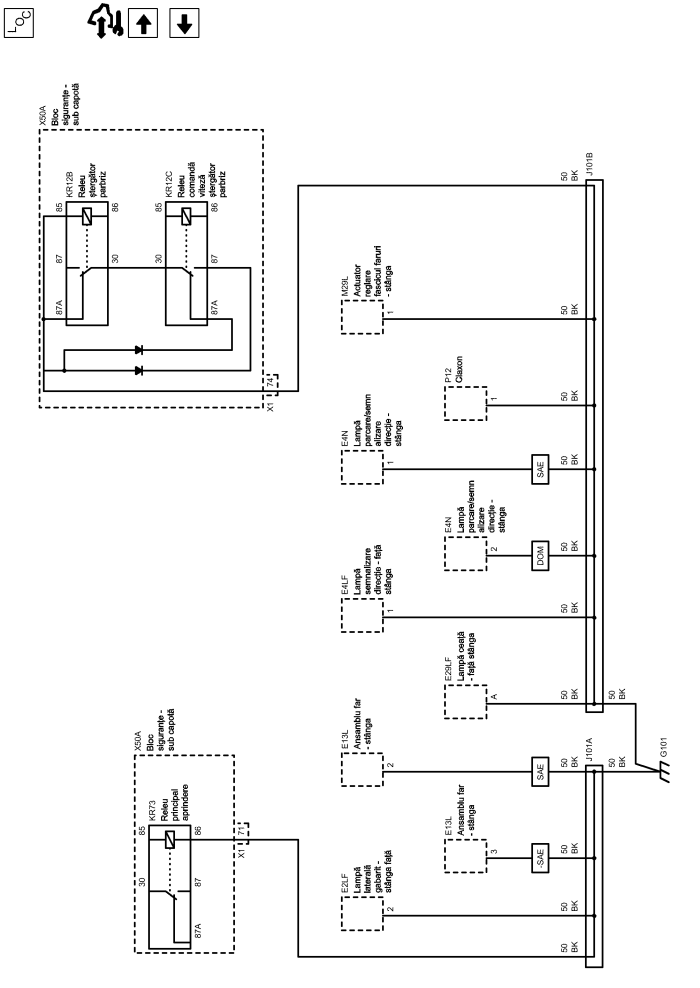 LOC
X50A
Bloc
siguranțe -
sub capotă
KR73
Releu
principal
aprindere
85
86
30
87
87A
71
X1
X50A
Bloc
siguranțe -
sub capotă
KR12B
Releu
ștergător
parbriz
85
86
87
30
87A
KR12C
Releu
comandă
viteză
ștergător
parbriz
85
86
30
87
87A
74
X1
E2LF
Lampă
laterală
gabarit -
stânga față
2
E13L
Ansamblu far
- stânga
3
-SAE
E13L
Ansamblu far
- stânga
2
SAE
E29LF
Lampă ceață
- față stânga
A
E4LF
Lampă
semnalizare
direcție - față
stânga
1
E4N
Lampă
parcare/semn
alizare
direcție -
stânga
2
DOM
E4N
Lampă
parcare/semn
alizare
direcție -
stânga
1
SAE
P12
Claxon
1
M29L
Actuator
reglare
fascicul faruri
- stânga
1
50
BK
50
BK
50
BK
50
BK
J101A
50
BK
50
BK
50
BK
50
BK
50
BK
50
BK
50
BK
50
BK
J101B
50
BK
G101